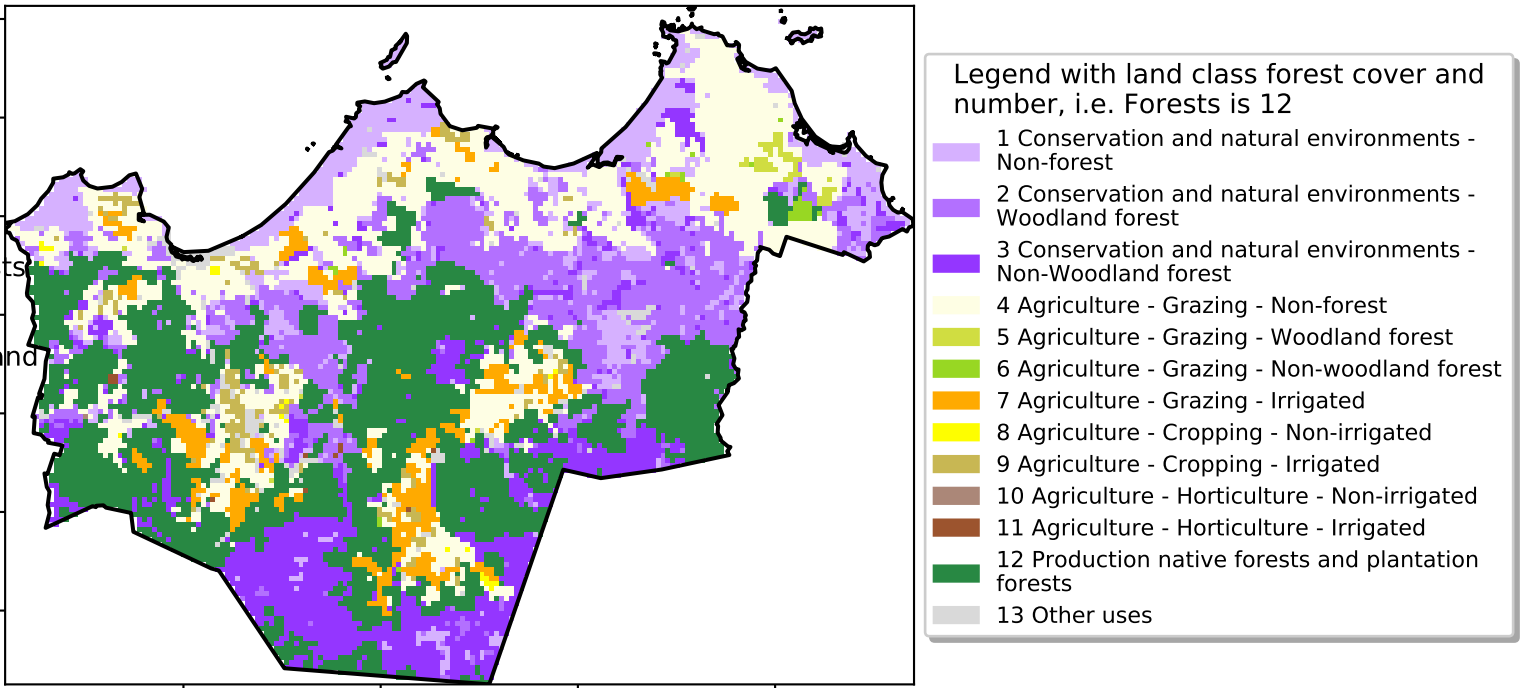 Legend with land class forest cover and
number, i.e. Forests is 12
1 Conservation and natural environments -
Non-forest
2 Conservation and natural environments -
Woodland forest
3 Conservation and natural environments -
Non-Woodland forest
4 Agriculture - Grazing - Non-forest
5 Agriculture - Grazing - Woodland forest
6 Agriculture - Grazing - Non-woodland forest
7 Agriculture - Grazing - Irrigated
8 Agriculture - Cropping - Non-irrigated
9 Agriculture - Cropping - Irrigated
10 Agriculture - Horticulture - Non-irrigated
11 Agriculture - Horticulture - Irrigated
12 Production native forests and plantation
forests
13 Other uses